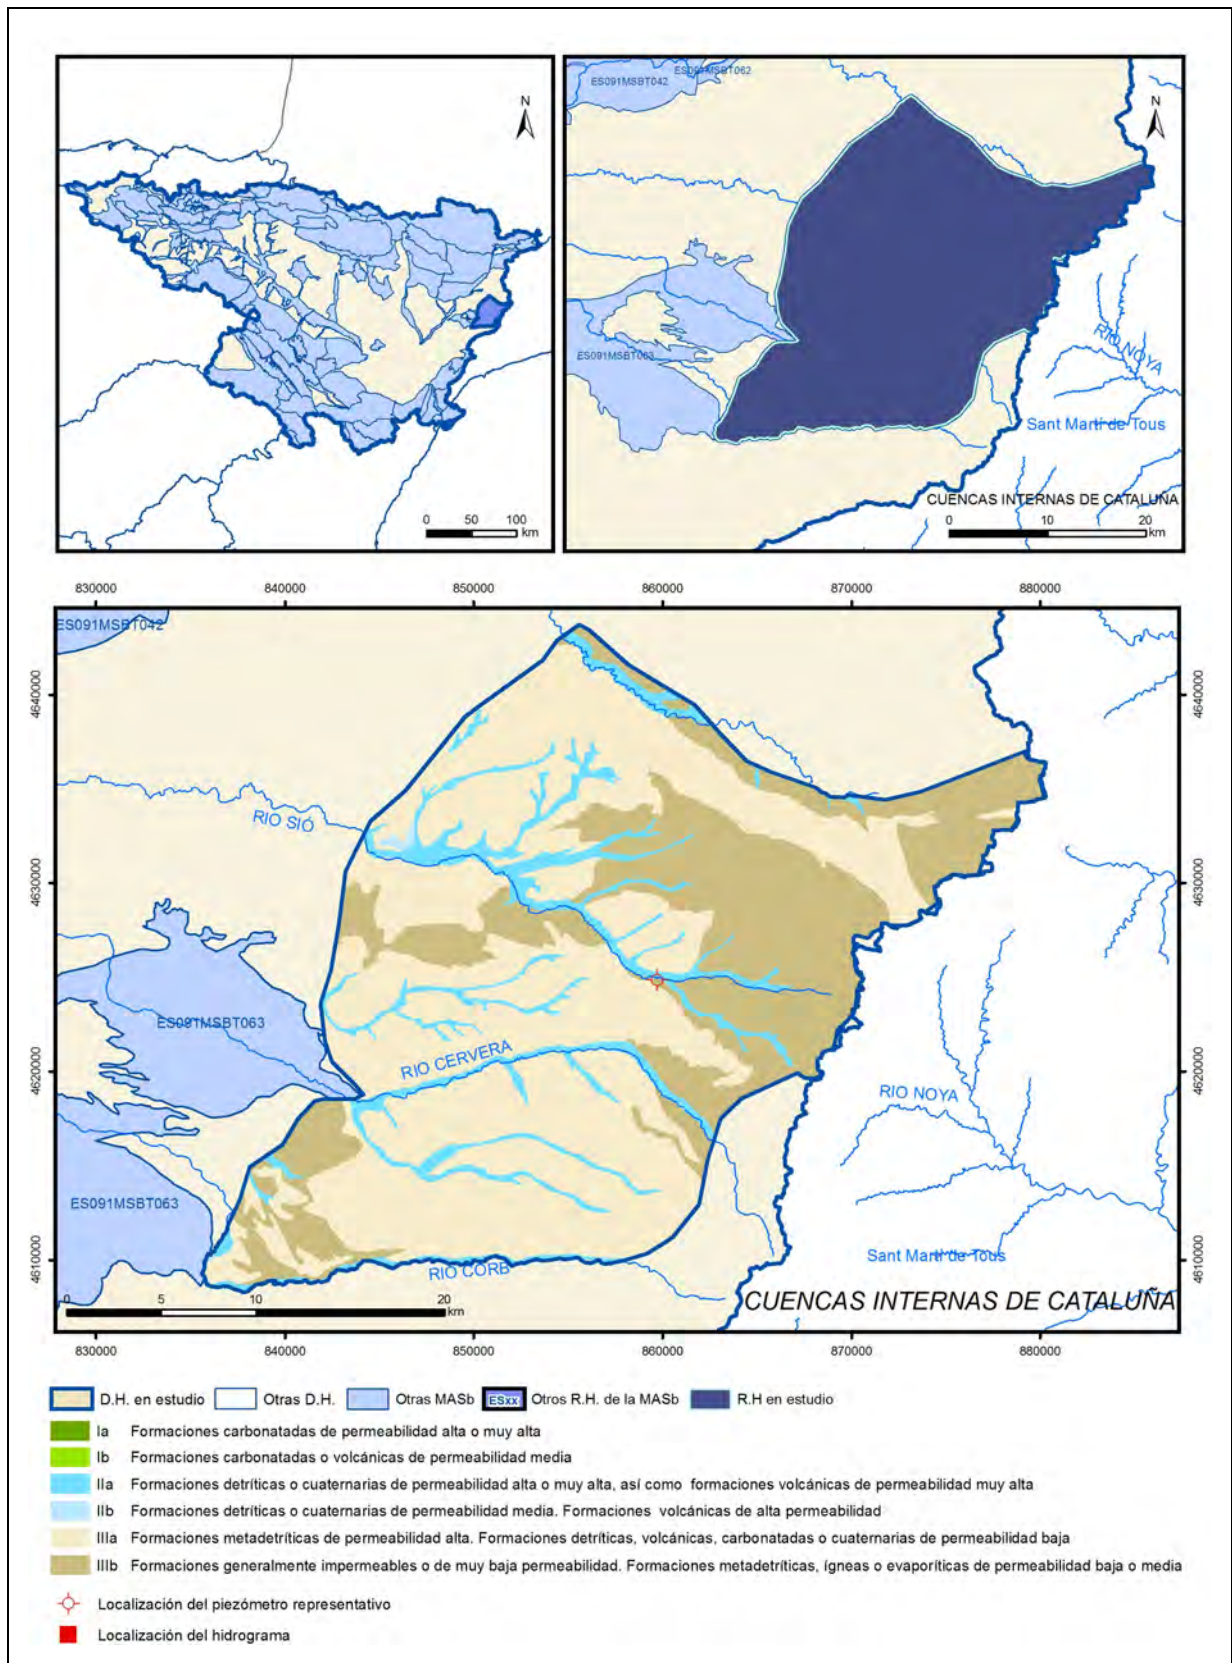 N
0 50 100
km
ES091MSBT042
ES091MSBT062
N
ES091MSBT063
RIO NOYA
Sant Martí de Tous
CUENCAS INTERNAS DE CATALUÑA
0 10 20
km
830000 840000 850000 860000 870000 880000
ES091MSBT042
4640000
4640000
RIO SIÓ
4630000
4630000
ES091MSBT063
RIO CERVERA
4620000
4620000
RIO NOYA
ES091MSBT063
Sant Martí de Tous
4610000
4610000
RIO CORB
0 5 10 20
km
CUENCAS INTERNAS DE CATALUÑA
830000 840000 850000 860000 870000 880000
D.H. en estudio
Otras D.H.
Otras MASb
ESxx Otros R.H. de la MASb
R.H en estudio
Ia Formaciones carbonatadas de permeabilidad alta o muy alta
Ib Formaciones carbonatadas o volcánicas de permeabilidad media
IIa Formaciones detríticas o cuaternarias de permeabilidad alta o muy alta, así como formaciones volcánicas de permeabilidad muy alta
IIb Formaciones detríticas o cuaternarias de permeabilidad media. Formaciones volcánicas de alta permeabilidad
IIIa Formaciones metadetríticas de permeabilidad alta. Formaciones detríticas, volcánicas, carbonatadas o cuaternarias de permeabilidad baja
IIIb Formaciones generalmente impermeables o de muy baja permeabilidad. Formaciones metadetríticas, ígneas o evaporíticas de permeabilidad baja o media
Localización del piezómetro representativo
Localización del hidrograma